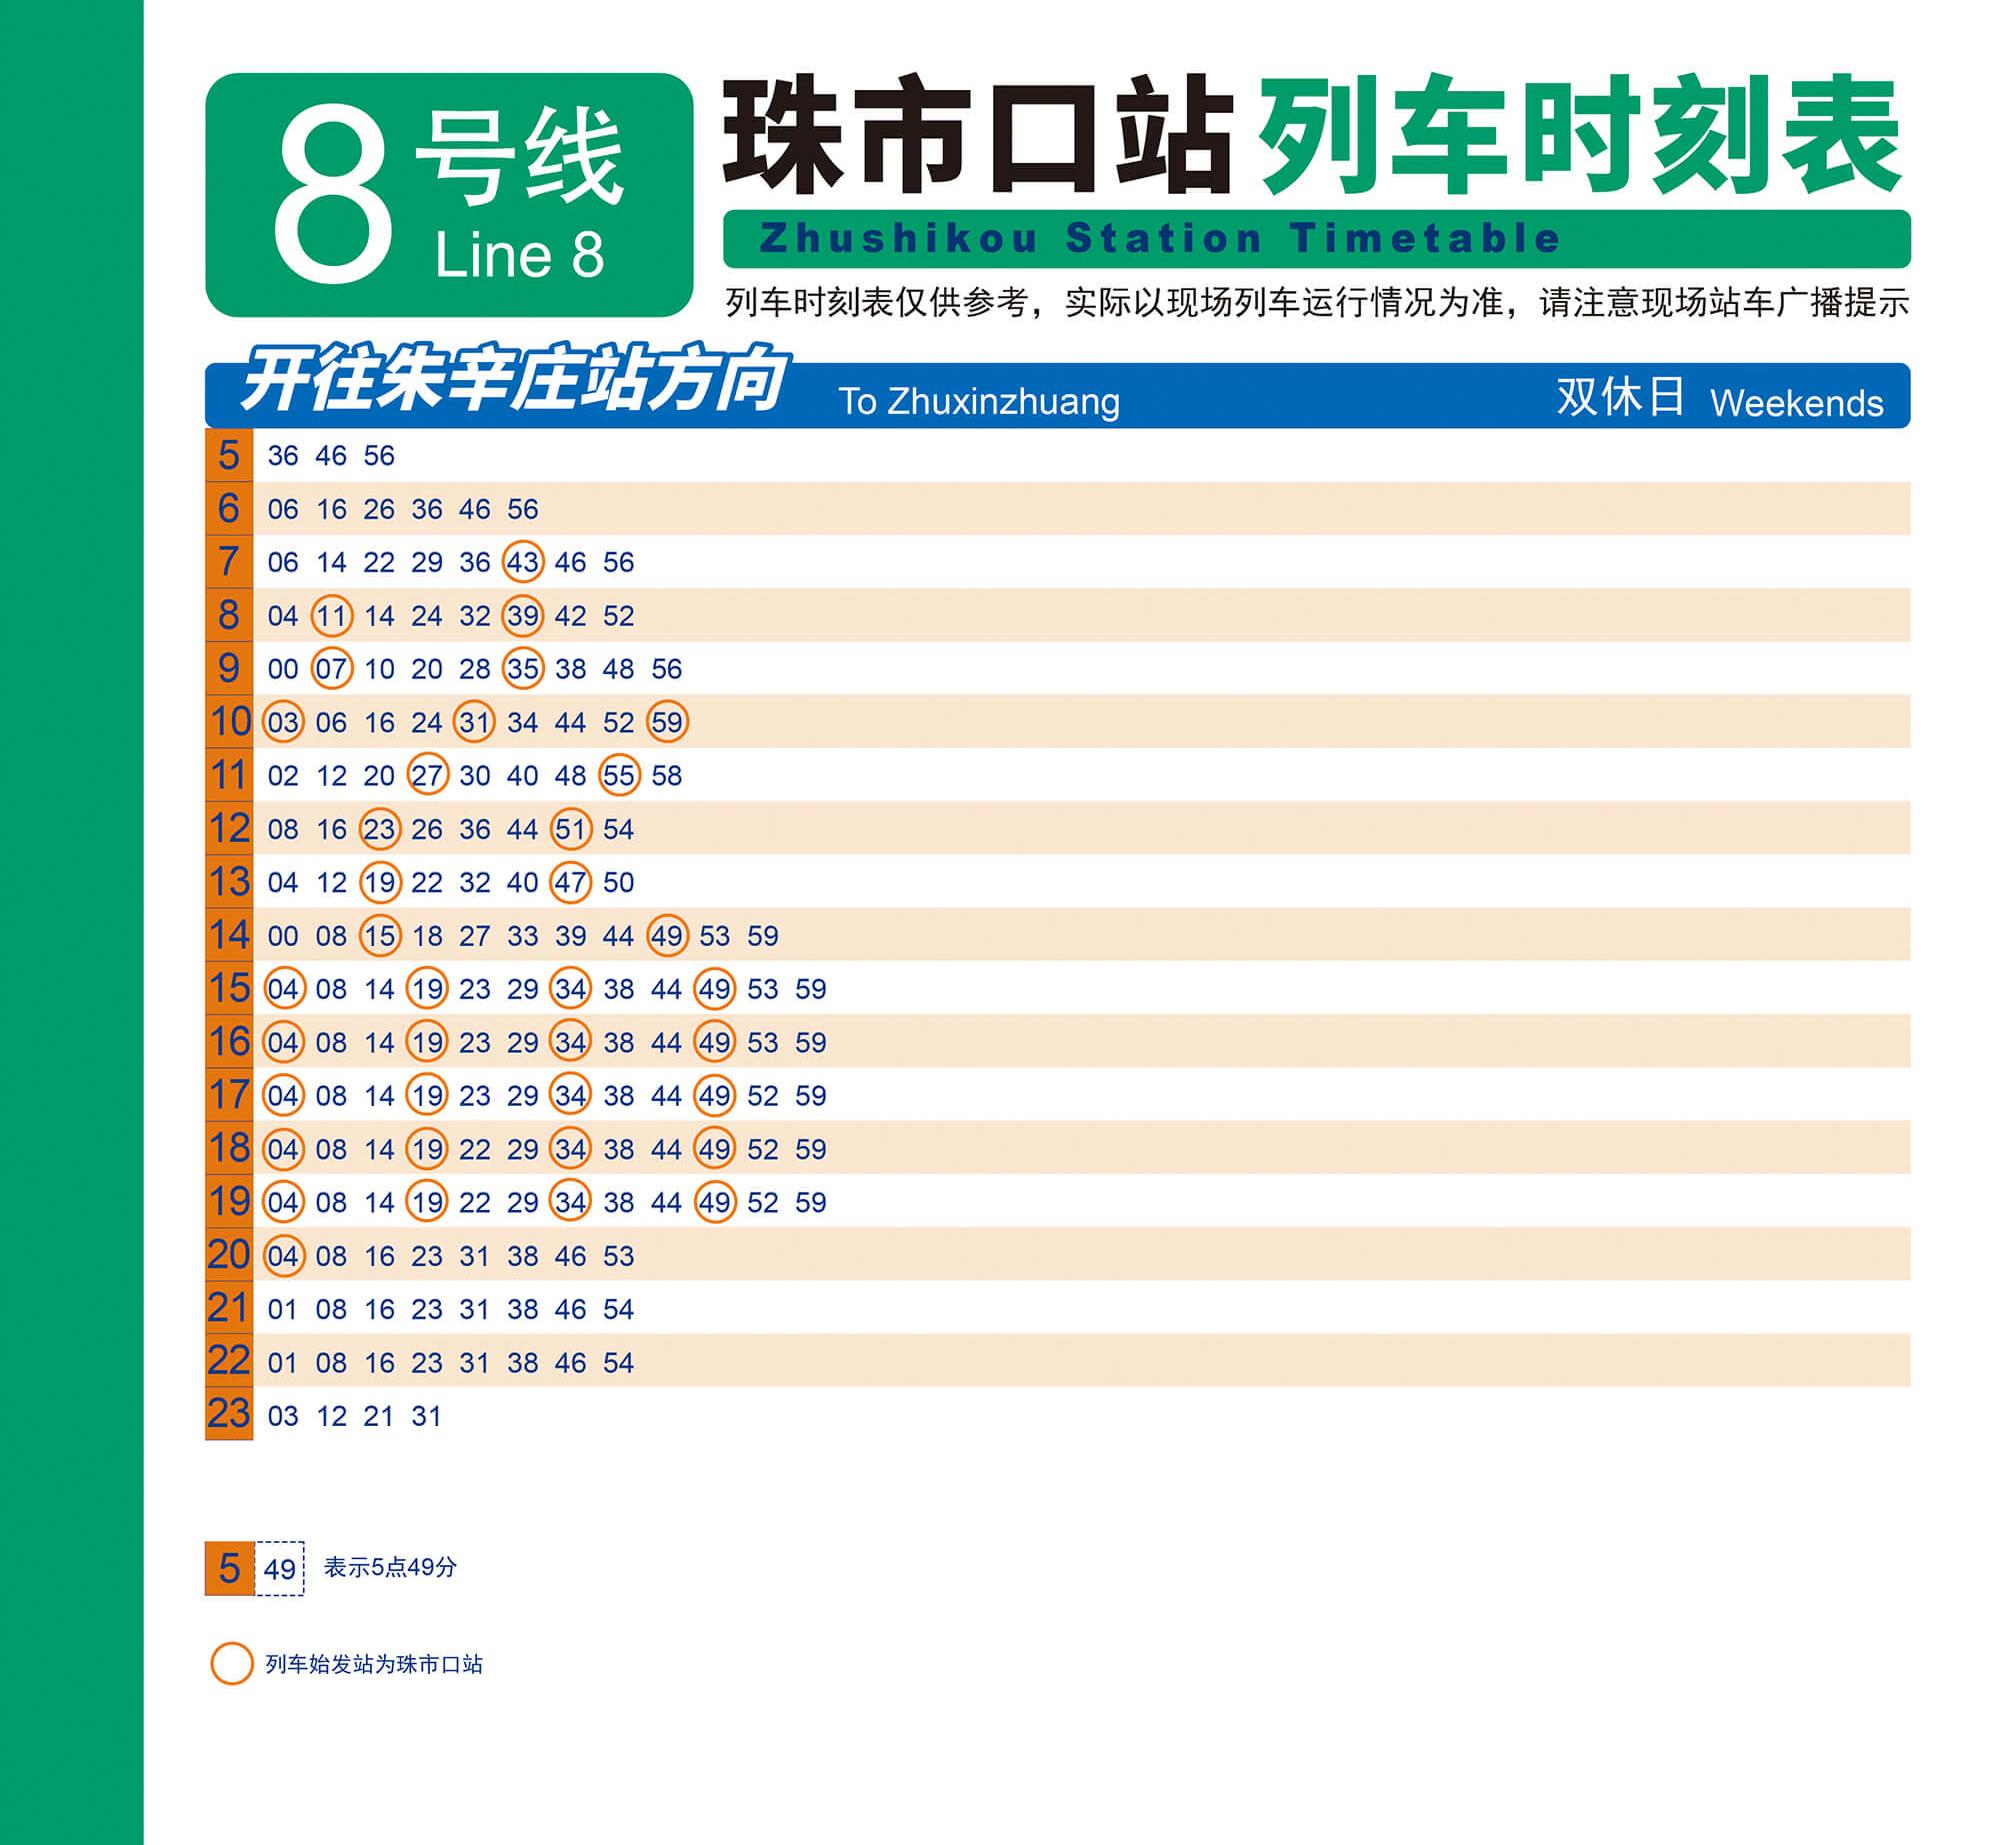 8号线
Line 8
珠市口站列车时刻表
Zhushikou Station Timetable
列车时刻表仅供参考，实际以现场列车运行情况为准，请注意现场站车广播提示
开往朱辛庄站方向 To Zhuxinzhuang 双休日 Weekends
5 36 46 56
6 06 16 26 36 46 56
7 06 14 22 29 36 43 46 56
8 04 11 14 24 32 39 42 52
9 00 07 10 20 28 35 38 48 56
10 03 06 16 24 31 34 44 52 59
11 02 12 20 27 30 40 48 55 58
12 08 16 23 26 36 44 51 54
13 04 12 19 22 32 40 47 50
14 00 08 15 18 27 33 39 44 49 53 59
15 04 08 14 19 23 29 34 38 44 49 53 59
16 04 08 14 19 23 29 34 38 44 49 53 59
17 04 08 14 19 23 29 34 38 44 49 52 59
18 04 08 14 19 22 29 34 38 44 49 52 59
19 04 08 14 19 22 29 34 38 44 49 52 59
20 04 08 16 23 31 38 46 53
21 01 08 16 23 31 38 46 54
22 01 08 16 23 31 38 46 54
23 03 12 21 31
5 49 表示5点49分
列车始发站为珠市口站